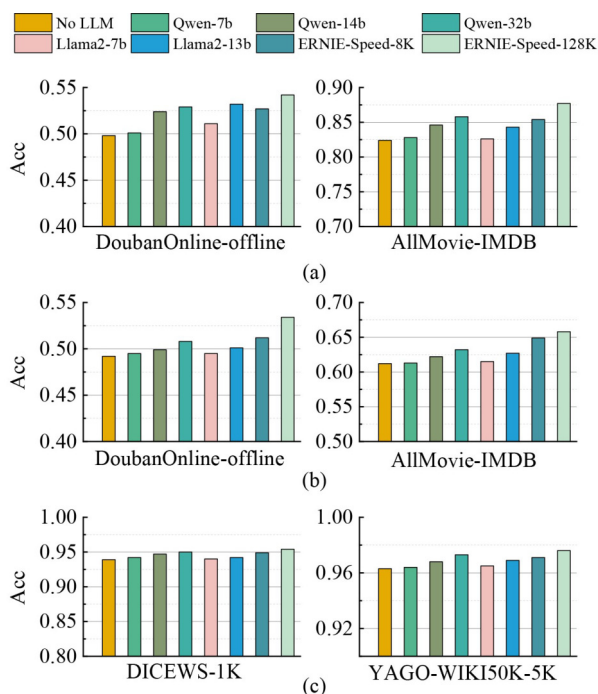 No LLM Qwen-7b Qwen-14b Qwen-32b
Llama2-7b Llama2-13b ERNIE-Speed-8K ERNIE-Speed-128K
0.55
0.50
0.45
0.40
Acc
DoubanOnline-offline
0.90
0.85
0.80
0.75
0.70
AllMovie-IMDB
(a)
0.55
0.50
0.45
0.40
Acc
DoubanOnline-offline
0.70
0.65
0.60
0.55
0.50
AllMovie-IMDB
(b)
1.00
0.95
0.90
0.85
0.80
Acc
DICEWS-1K
1.00
0.96
0.92
YAGO-WIKI50K-5K
(c)